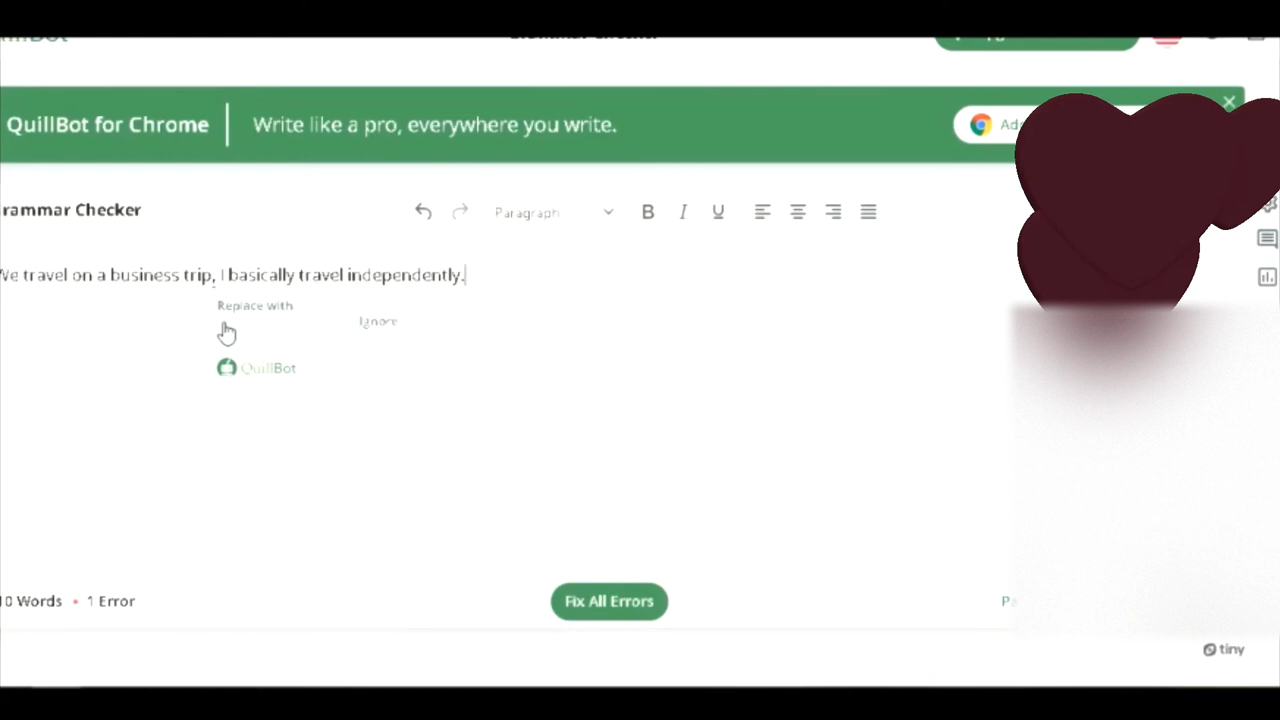 QuillBot for Chrome
Write like a pro, everywhere you write.
rammar Checker
Paragraph
B I U
We travel on a business trip, I basically travel independently.
Replace with
Ignore
QuillBot
10 Words • 1 Error
Fix All Errors
tiny